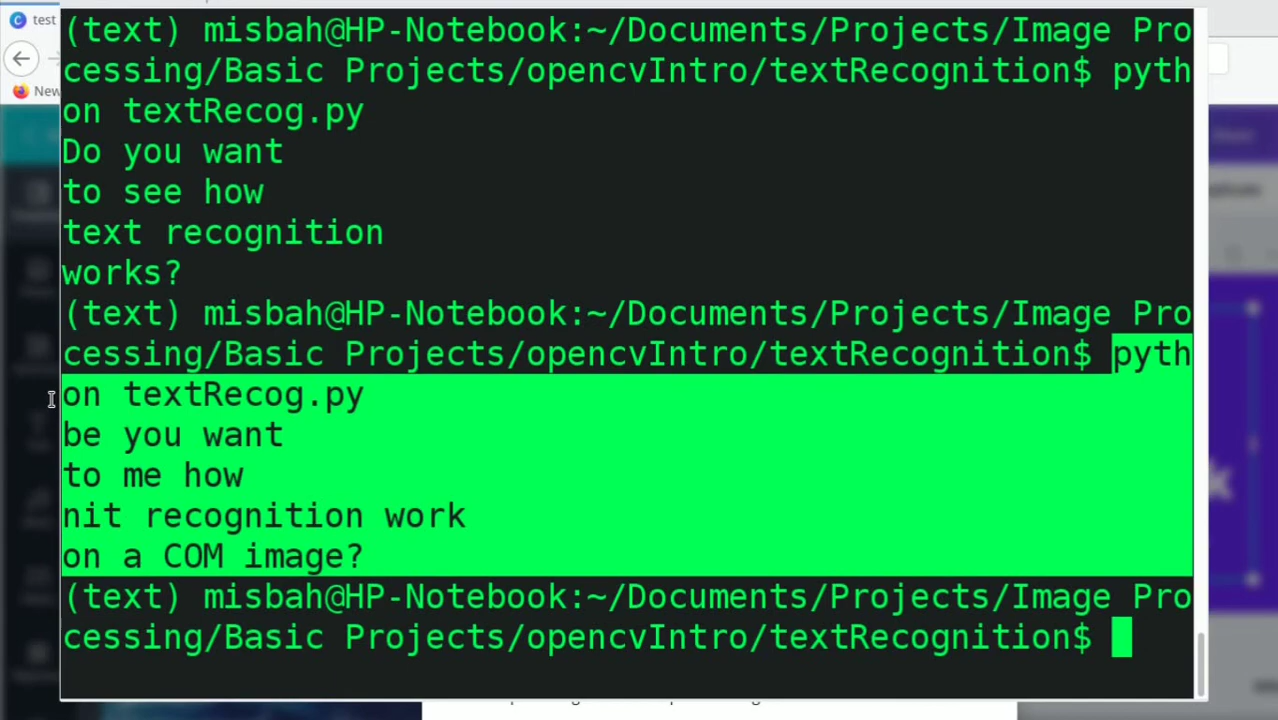 test
New
(text) misbah@HP-Notebook:~/Documents/Projects/Image Pro
cessing/Basic Projects/opencvIntro/textRecognition$ pyth
on textRecog.py
Do you want
to see how
text recognition
works?
(text) misbah@HP-Notebook:~/Documents/Projects/Image Pro
cessing/Basic Projects/opencvIntro/textRecognition$ pyth
on textRecog.py
be you want
to me how
nit recognition work
on a COM image?
(text) misbah@HP-Notebook:~/Documents/Projects/Image Pro
cessing/Basic Projects/opencvIntro/textRecognition$